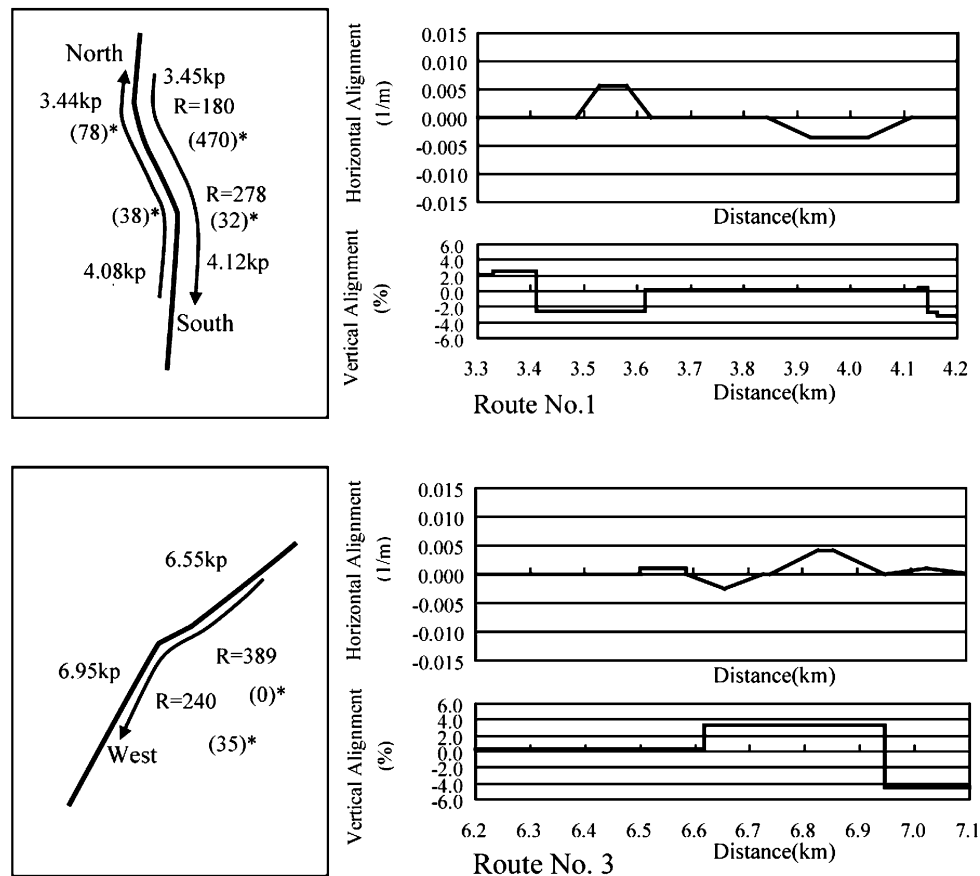 North
3.44kp
(78)*
3.45kp
R=180
(470)*
R=278
(38)*
(32)*
4.08kp
4.12kp
South
Horizontal Alignment
(1/m)
0.015
0.010
0.005
0.000
-0.005
-0.010
-0.015
Distance(km)
Vertical Alignment
(%)
6.0
4.0
2.0
0.0
-2.0
-4.0
-6.0
3.3 3.4 3.5 3.6 3.7 3.8 3.9 4.0 4.1 4.2
Distance(km)
Route No.1
6.55kp
6.95kp
R=389
(0)*
R=240
(35)*
West
Horizontal Alignment
(1/m)
0.015
0.010
0.005
0.000
-0.005
-0.010
-0.015
Distance(km)
Vertical Alignment
(%)
6.0
4.0
2.0
0.0
-2.0
-4.0
-6.0
6.2 6.3 6.4 6.5 6.6 6.7 6.8 6.9 7.0 7.1
Distance(km)
Route No. 3